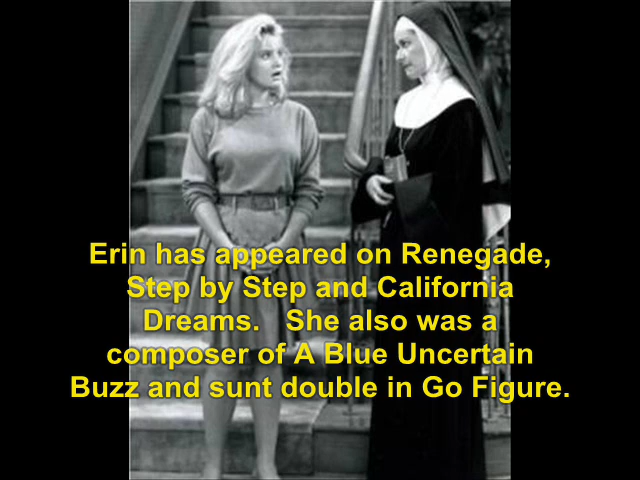 Erin has appeared on Renegade,
Step by Step and California
Dreams.   She also was a
composer of A Blue Uncertain
Buzz and sunt double in Go Figure.